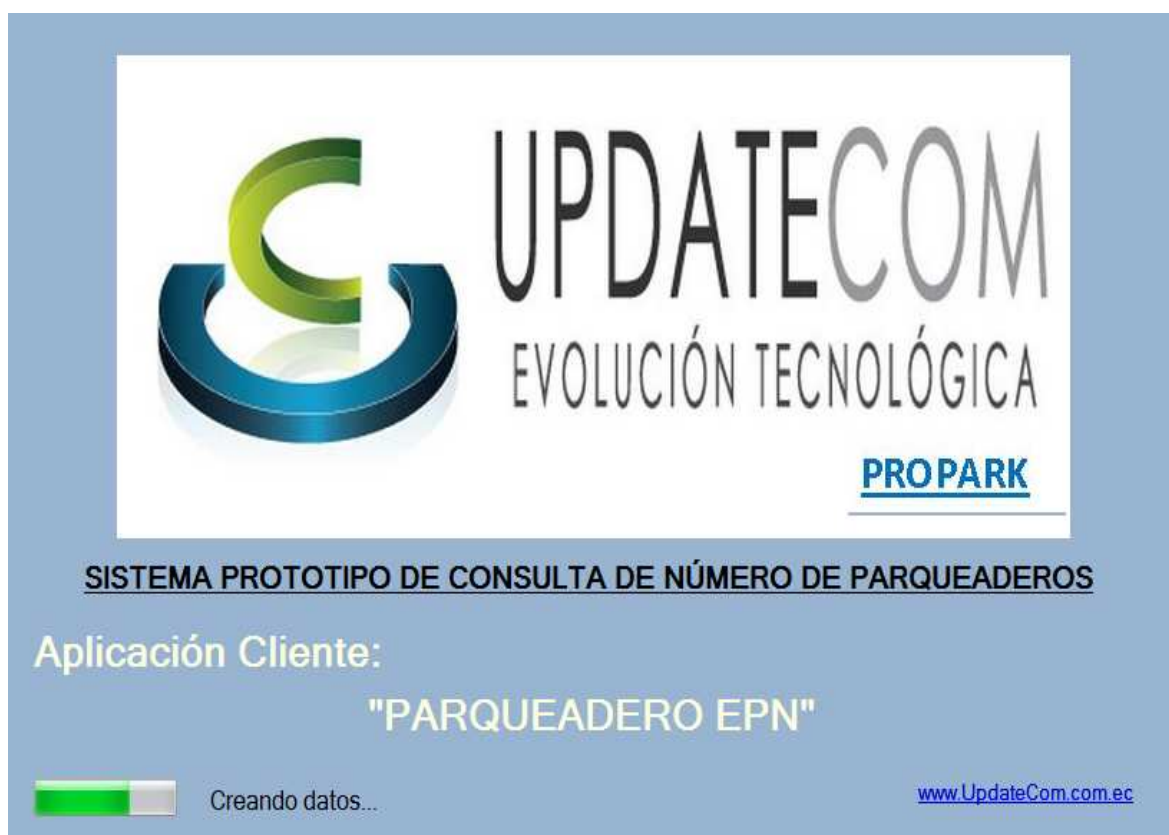 UPDATECOM
EVOLUCIÓN TECNOLÓGICA
PROPARK
SISTEMA PROTOTIPO DE CONSULTA DE NÚMERO DE PARQUEADEROS
Aplicación Cliente:
"PARQUEADERO EPN"
Creando datos...
www.UpdateCom.com.ec